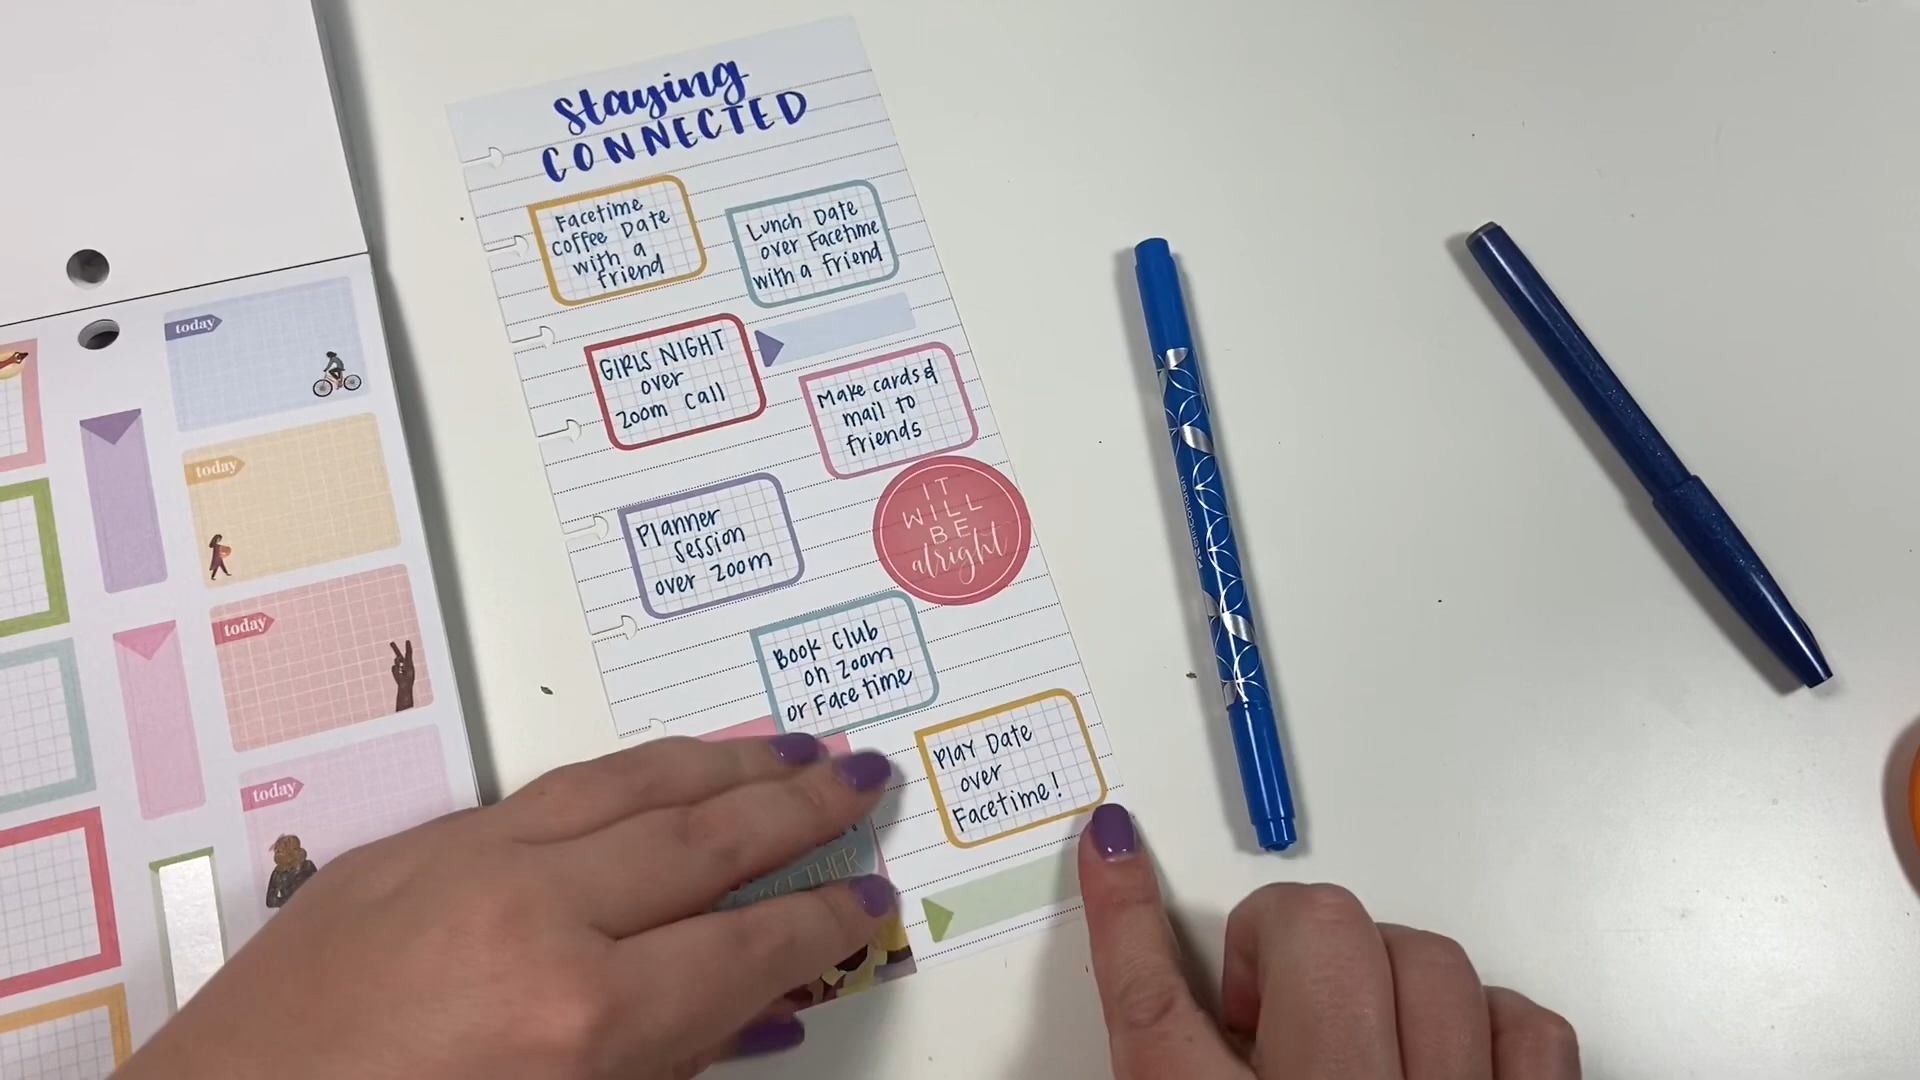 staying
CONNECTED
Facetime
coffee Date
with a
friend
Lunch Date
over Facetime
with a friend
GIRLS NIGHT
over
Zoom call
Make cards &
mail to
friends
Planner
session
over zoom
IT
WILL
BE
alright
Book Club
on zoom
or Facetime
Play Date
over
Facetime!
TOGETHER
today
today
today
today